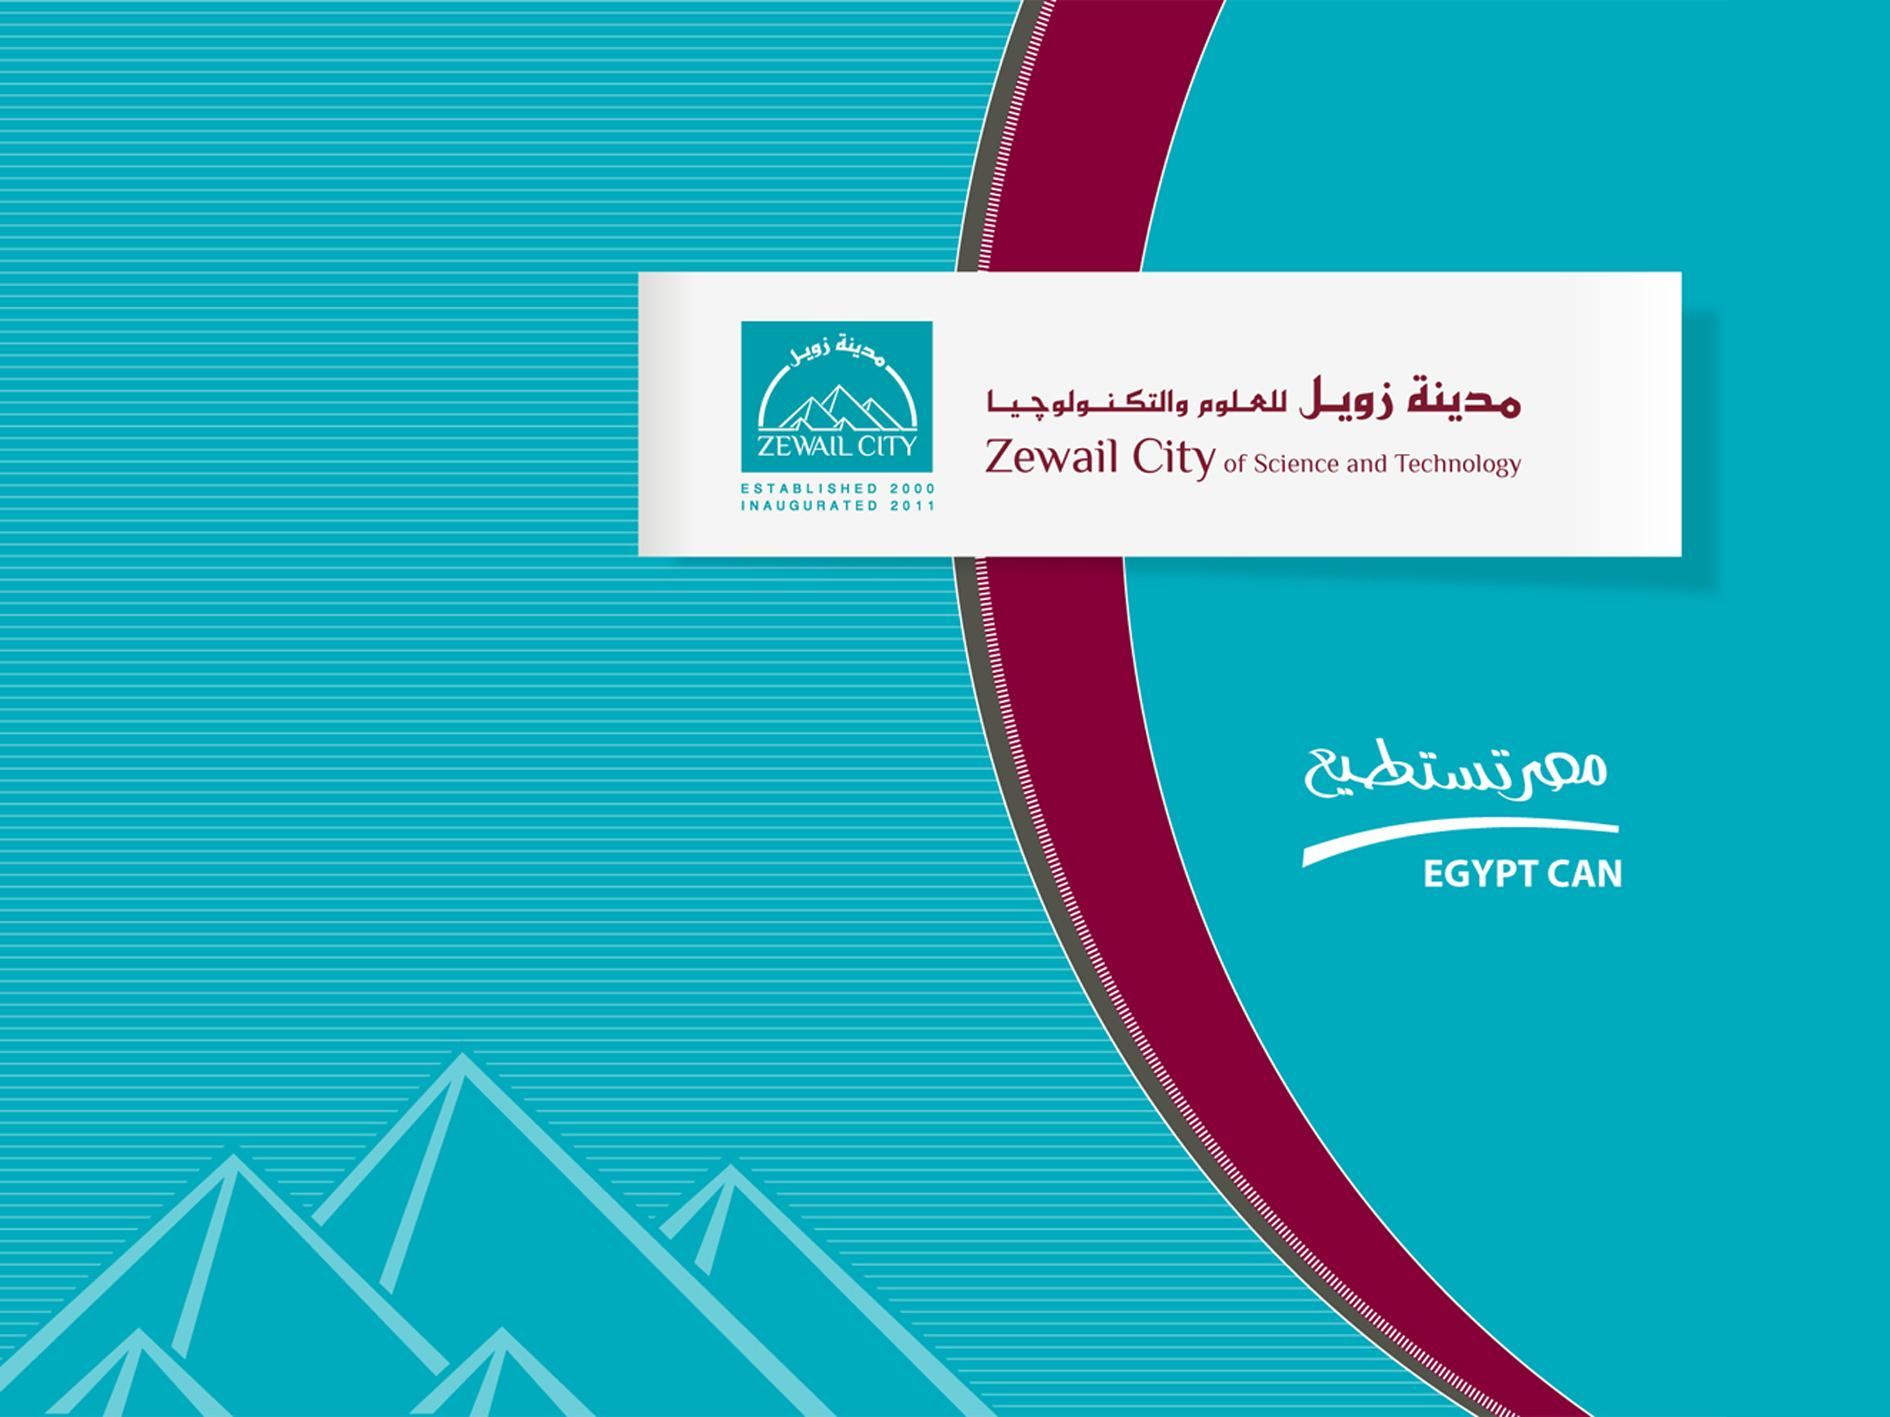 مدينة زويل
ZEWAIL CITY
ESTABLISHED 2000
INAUGURATED 2011
مدينة زويل للعلوم والتكنولوچيا
Zewail City of Science and Technology
مصر تستطيع
EGYPT CAN